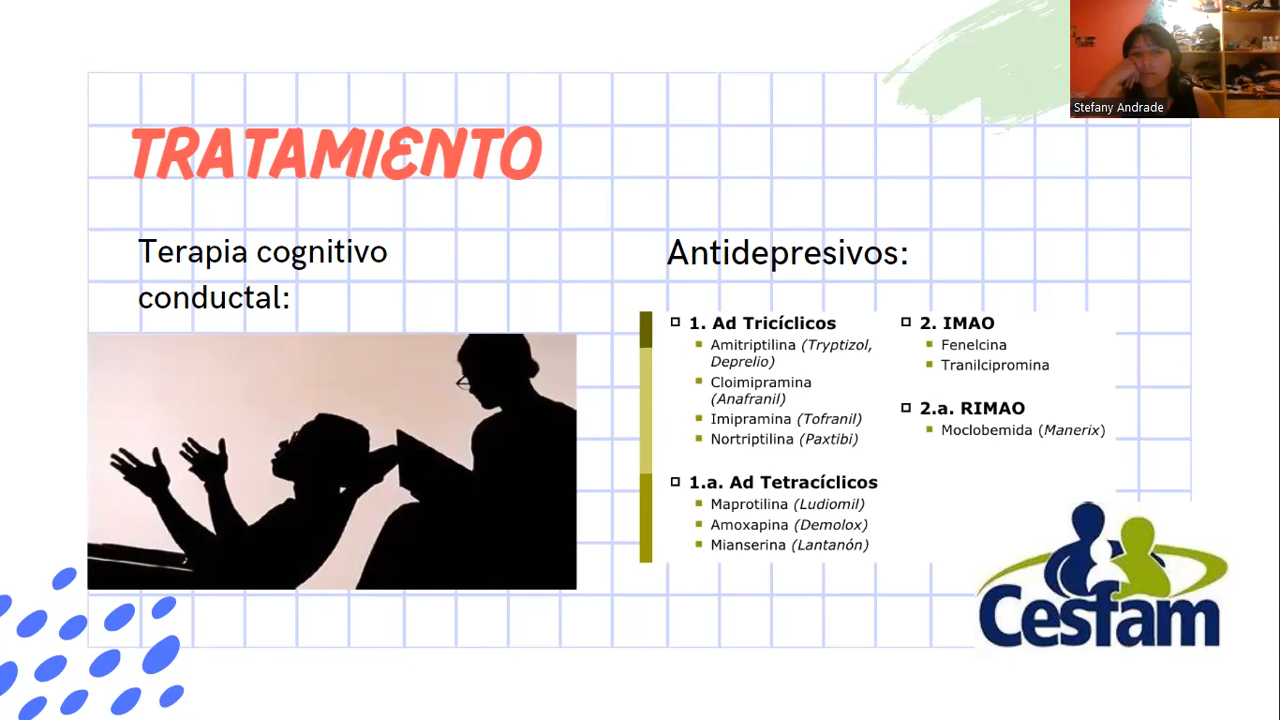 Stefany Andrade
TRATAMIENTO
Terapia cognitivo
conductal:
Antidepresivos:
1. Ad Tricíclicos
Amitriptilina (Tryptizol,
Deprelio)
Cloimipramina
(Anafranil)
Imipramina (Tofranil)
Nortriptilina (Paxtibi)
1.a. Ad Tetracíclicos
Maprotilina (Ludiomil)
Amoxapina (Demolox)
Mianserina (Lantanón)
2. IMAO
Fenelcina
Tranilcipromina
2.a. RIMAO
Moclobemida (Manerix)
Cesfam